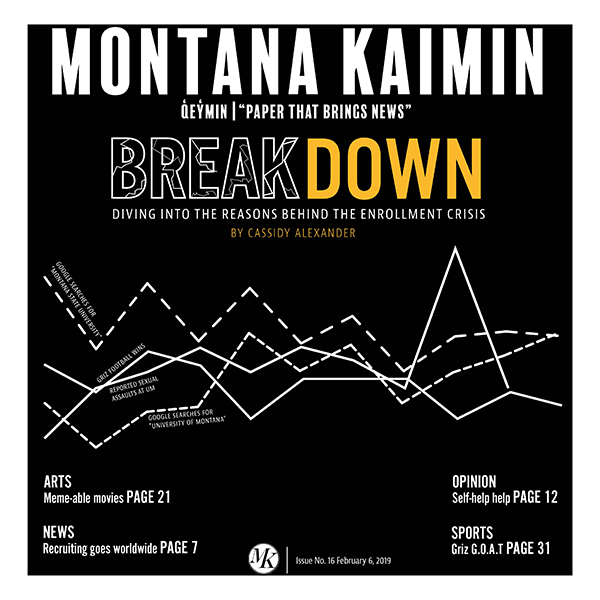 MONTANA KAIMIN
Q̓EYM̓IN | "PAPER THAT BRINGS NEWS"
BREAKDOWN
DIVING INTO THE REASONS BEHIND THE ENROLLMENT CRISIS
BY CASSIDY ALEXANDER
GOOGLE SEARCHES FOR
"MONTANA STATE
UNIVERSITY"
GRIZ FOOTBALL WINS
REPORTED SEXUAL
ASSAULTS AT UM
GOOGLE SEARCHES FOR
"UNIVERSITY OF MONTANA"
ARTS
Meme-able movies PAGE 21
OPINION
Self-help help PAGE 12
NEWS
Recruiting goes worldwide PAGE 7
SPORTS
Griz G.O.A.T PAGE 31
MK
Issue No. 16 February 6, 2019